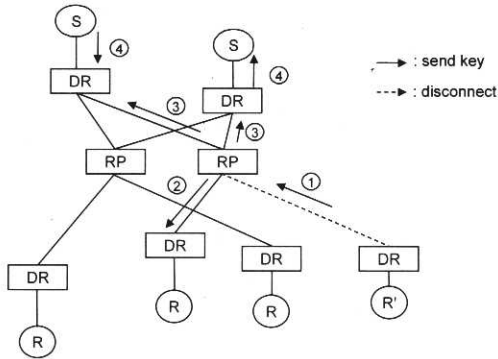 S
④
S
④
: send key
DR
DR
: disconnect
③
③
RP
RP
②
①
DR
DR
DR
DR
R
R
R'
R